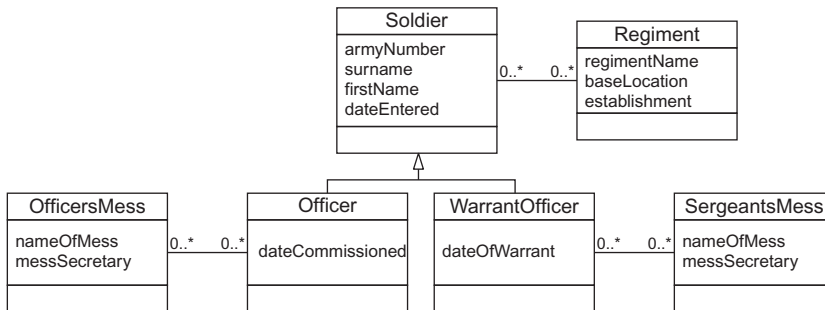 Soldier
armyNumber
surname
firstName
dateEntered
0..* 0..*
Regiment
regimentName
baseLocation
establishment
OfficersMess
nameOfMess
messSecretary
0..* 0..*
Officer
dateCommissioned
WarrantOfficer
dateOfWarrant
0..* 0..*
SergeantsMess
nameOfMess
messSecretary